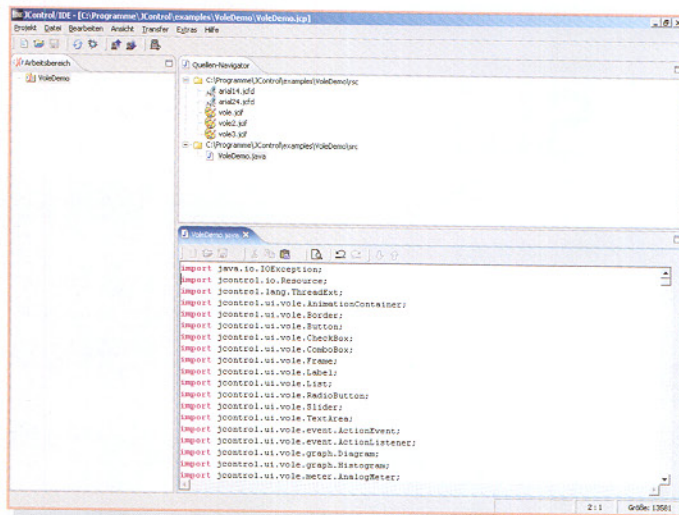 JControl/IDE - [C:\Programme\JControl\examples\VoleDemo\VoleDemo.jcp]
Projekt Datei Bearbeiten Ansicht Transfer Extras Hilfe
Arbeitsbereich
VoleDemo
Quellen-Navigator
C:\Programme\JControl\examples\VoleDemo\rsc
arial14.jcfd
arial24.jcfd
vole.jcif
vole2.jcif
vole3.jcif
C:\Programme\JControl\examples\VoleDemo\src
VoleDemo.java
VoleDemo.java
import java.io.IOException;
import jcontrol.io.Resource;
import jcontrol.lang.ThreadExt;
import jcontrol.ui.vole.AnimationContainer;
import jcontrol.ui.vole.Border;
import jcontrol.ui.vole.Button;
import jcontrol.ui.vole.CheckBox;
import jcontrol.ui.vole.ComboBox;
import jcontrol.ui.vole.Frame;
import jcontrol.ui.vole.Label;
import jcontrol.ui.vole.List;
import jcontrol.ui.vole.RadioButton;
import jcontrol.ui.vole.Slider;
import jcontrol.ui.vole.TextArea;
import jcontrol.ui.vole.event.ActionEvent;
import jcontrol.ui.vole.event.ActionListener;
import jcontrol.ui.vole.graph.Diagram;
import jcontrol.ui.vole.graph.Histogram;
import jcontrol.ui.vole.meter.AnalogMeter;
2 : 1 Größe: 13581